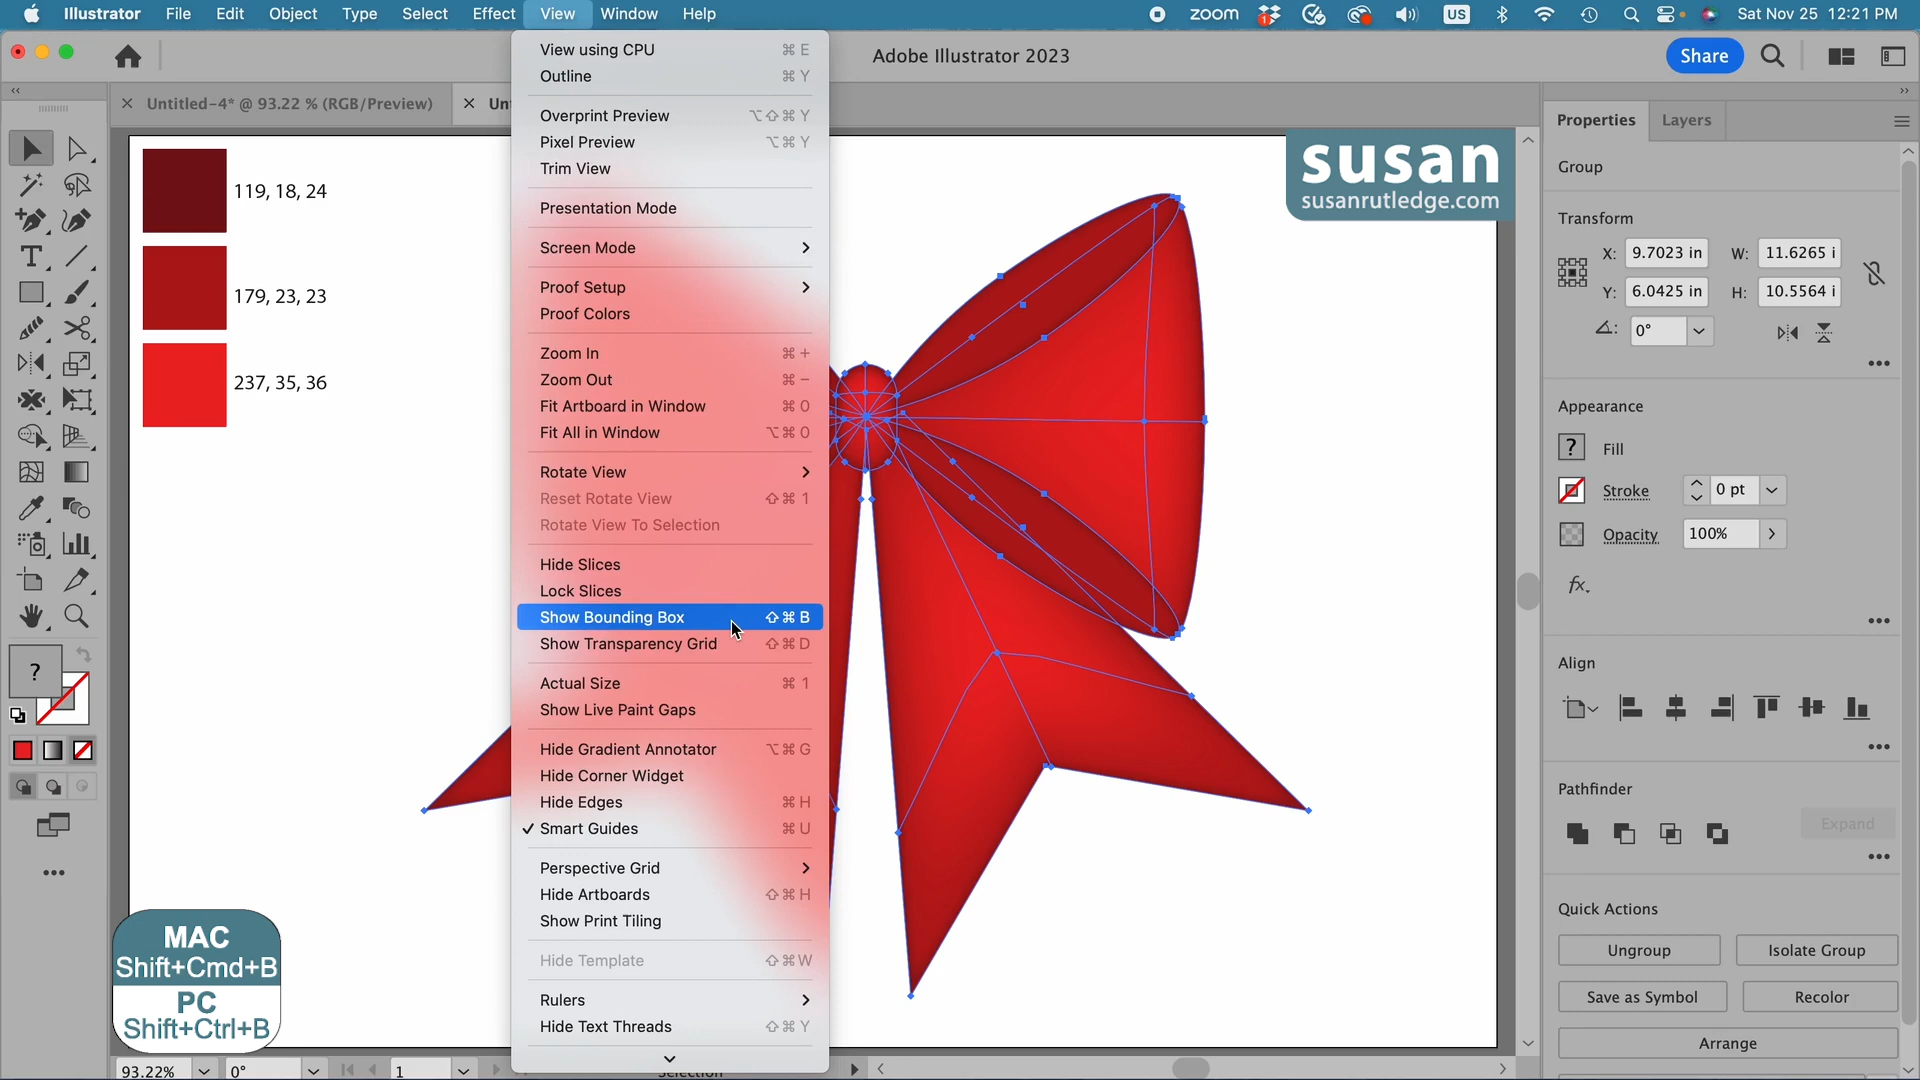 Illustrator File Edit Object Type Select Effect View Window Help
zoom US Sat Nov 25 12:21 PM
Adobe Illustrator 2023
Share
Untitled-4* @ 93.22 % (RGB/Preview)
119, 18, 24
179, 23, 23
237, 35, 36
View using CPU ⌘ E
Outline ⌘ Y
Overprint Preview ⌥⇧⌘ Y
Pixel Preview ⌥⌘ Y
Trim View
Presentation Mode
Screen Mode
Proof Setup
Proof Colors
Zoom In ⌘ +
Zoom Out ⌘ −
Fit Artboard in Window ⌘ 0
Fit All in Window ⌥⌘ 0
Rotate View
Reset Rotate View ⇧⌘ 1
Rotate View To Selection
Hide Slices
Lock Slices
Show Bounding Box ⇧⌘ B
Show Transparency Grid ⇧⌘ D
Actual Size ⌘ 1
Show Live Paint Gaps
Hide Gradient Annotator ⌥⌘ G
Hide Corner Widget
Hide Edges ⌘ H
✓ Smart Guides ⌘ U
Perspective Grid
Hide Artboards ⇧⌘ H
Show Print Tiling
Hide Template ⇧⌘ W
Rulers
Hide Text Threads ⇧⌘ Y
susan
susanrutledge.com
MAC
Shift+Cmd+B
PC
Shift+Ctrl+B
93.22% 0° 1
Properties Layers
Group
Transform
X: 9.7023 in W: 11.6265 i
Y: 6.0425 in H: 10.5564 i
0°
Appearance
? Fill
Stroke 0 pt
Opacity 100%
fx.
Align
Pathfinder
Expand
Quick Actions
Ungroup Isolate Group
Save as Symbol Recolor
Arrange